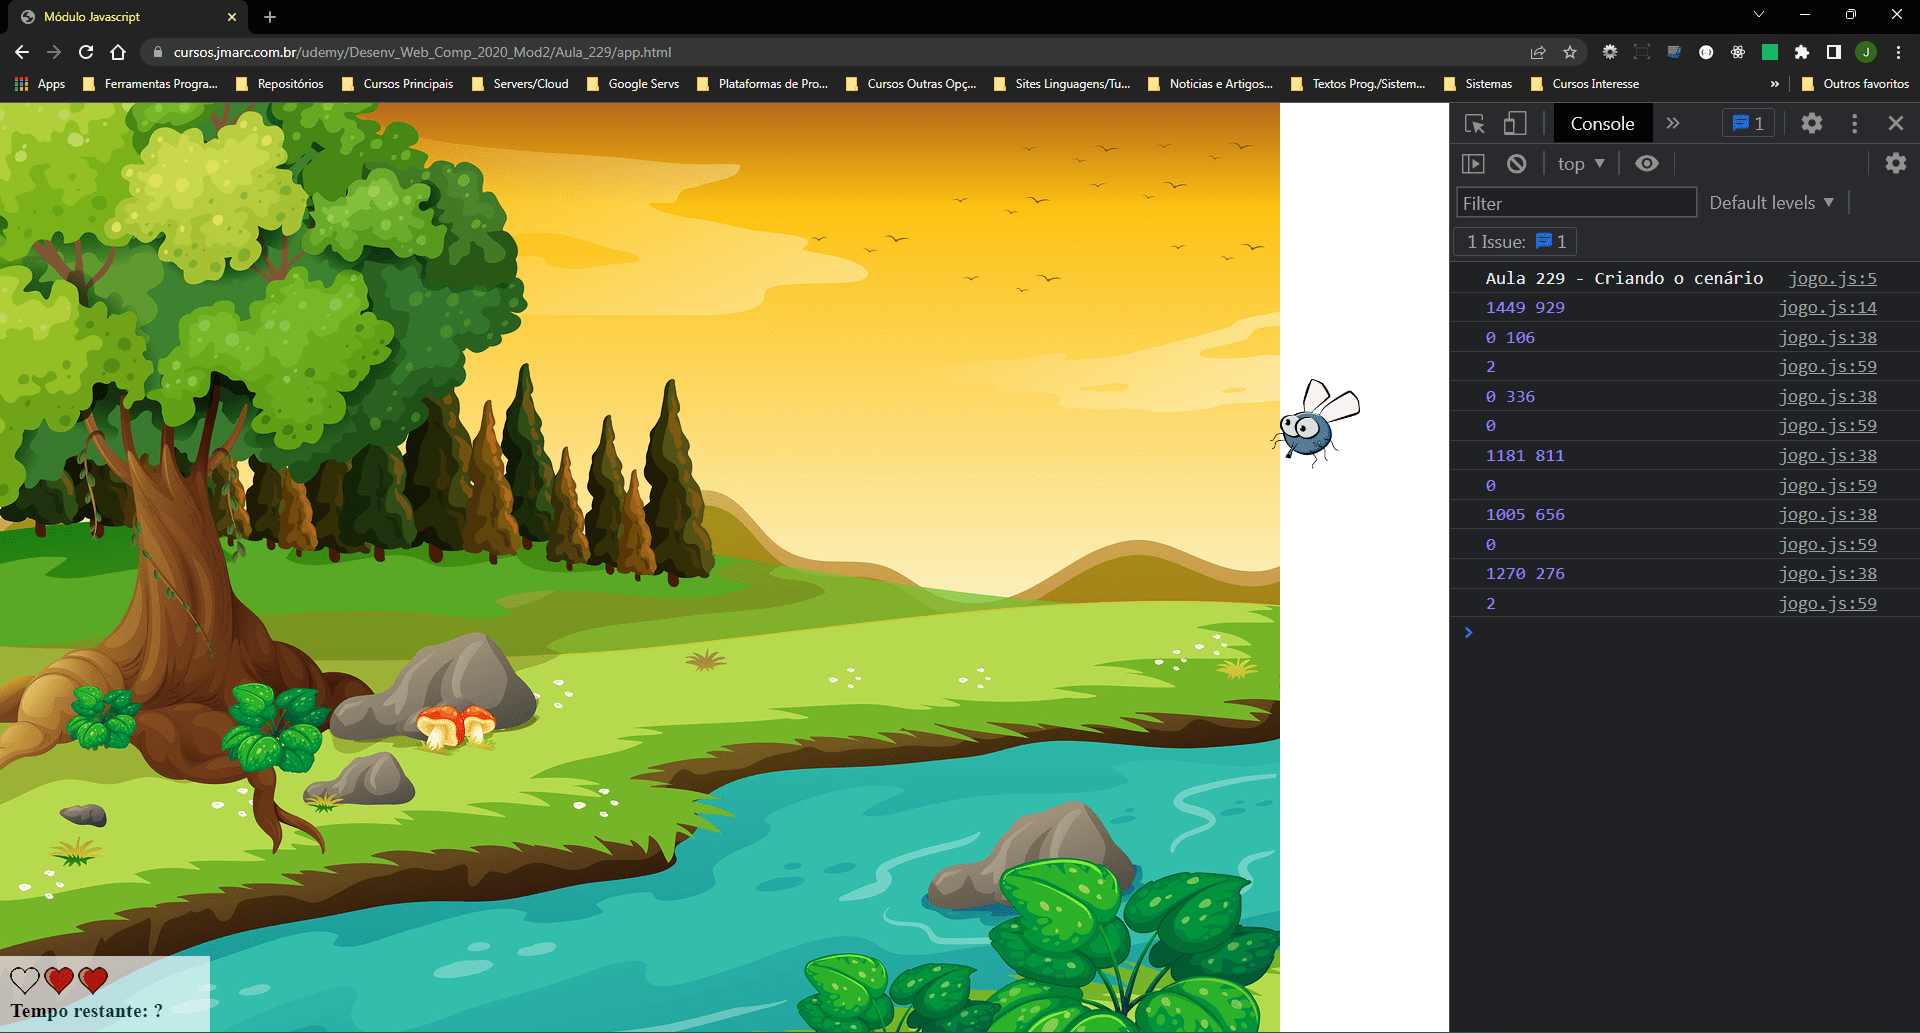 Módulo Javascript
cursos.jmarc.com.br/udemy/Desenv_Web_Comp_2020_Mod2/Aula_229/app.html
J
Apps Ferramentas Progra... Repositórios Cursos Principais Servers/Cloud Google Servs Plataformas de Pro... Cursos Outras Opç... Sites Linguagens/Tu... Noticias e Artigos... Textos Prog./Sistem... Sistemas Cursos Interesse » Outros favoritos
Console » 1
top
Filter Default levels
1 Issue: 1
Aula 229 - Criando o cenário jogo.js:5
1449 929 jogo.js:14
0 106 jogo.js:38
2 jogo.js:59
0 336 jogo.js:38
0 jogo.js:59
1181 811 jogo.js:38
0 jogo.js:59
1005 656 jogo.js:38
0 jogo.js:59
1270 276 jogo.js:38
2 jogo.js:59
Tempo restante: ?